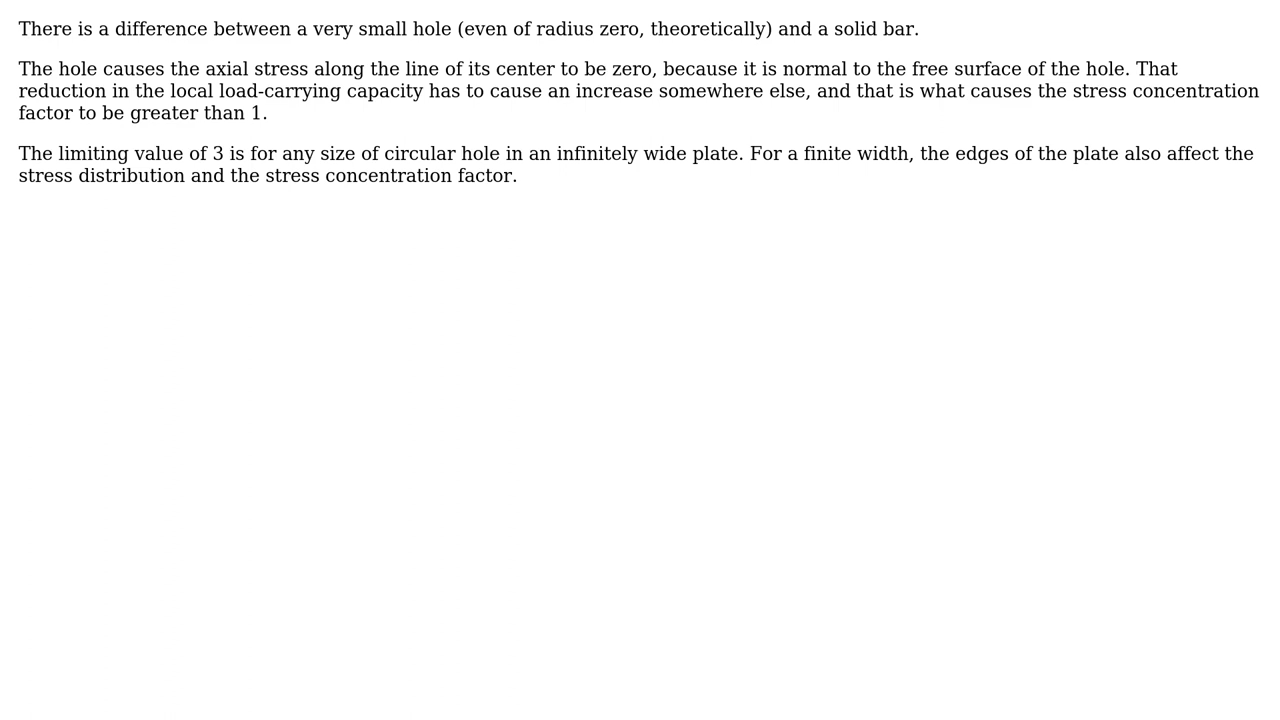 There is a difference between a very small hole (even of radius zero, theoretically) and a solid bar.
The hole causes the axial stress along the line of its center to be zero, because it is normal to the free surface of the hole. That
reduction in the local load-carrying capacity has to cause an increase somewhere else, and that is what causes the stress concentration
factor to be greater than 1.
The limiting value of 3 is for any size of circular hole in an infinitely wide plate. For a finite width, the edges of the plate also affect the
stress distribution and the stress concentration factor.